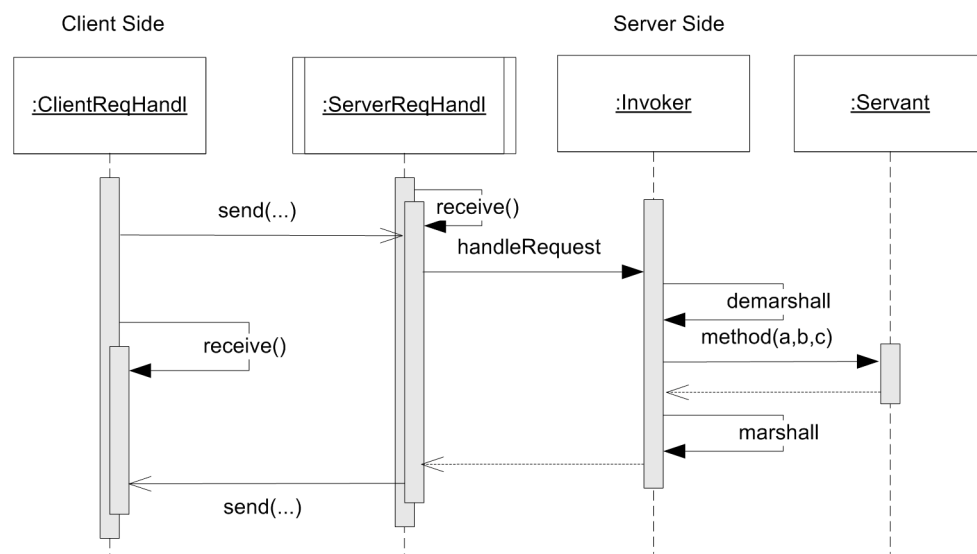 Client Side
Server Side
:ClientReqHandl
:ServerReqHandl
:Invoker
:Servant
receive()
send(...)
handleRequest
demarshall
method(a,b,c)
receive()
marshall
send(...)